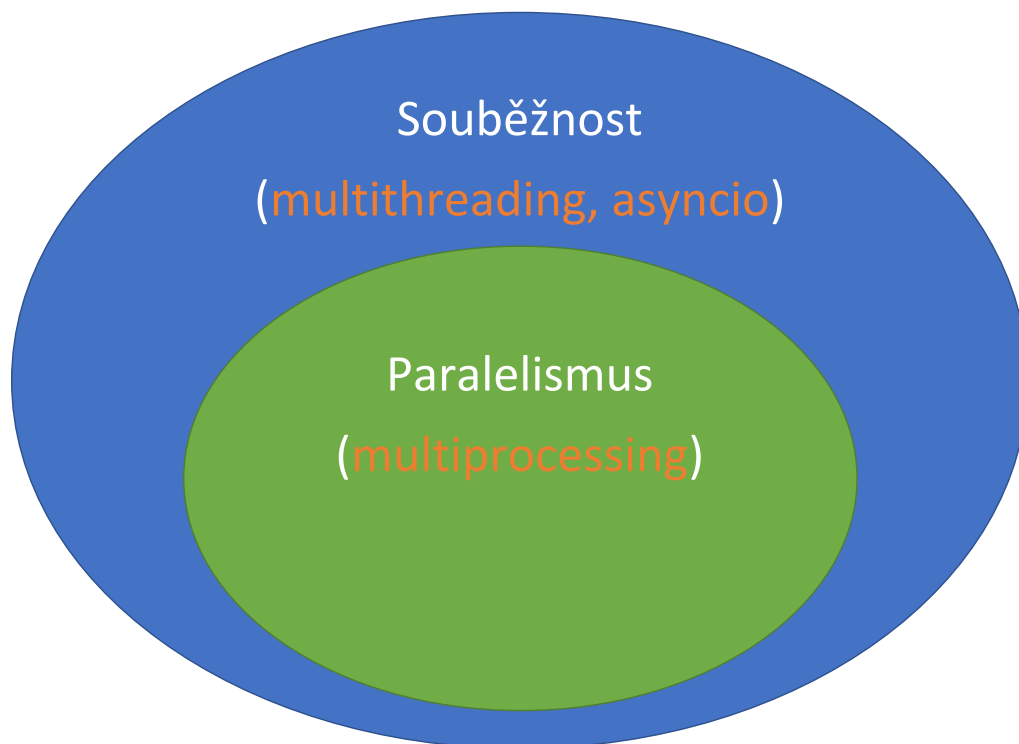 Souběžnost
(multithreading, asyncio)
Paralelismus
(multiprocessing)